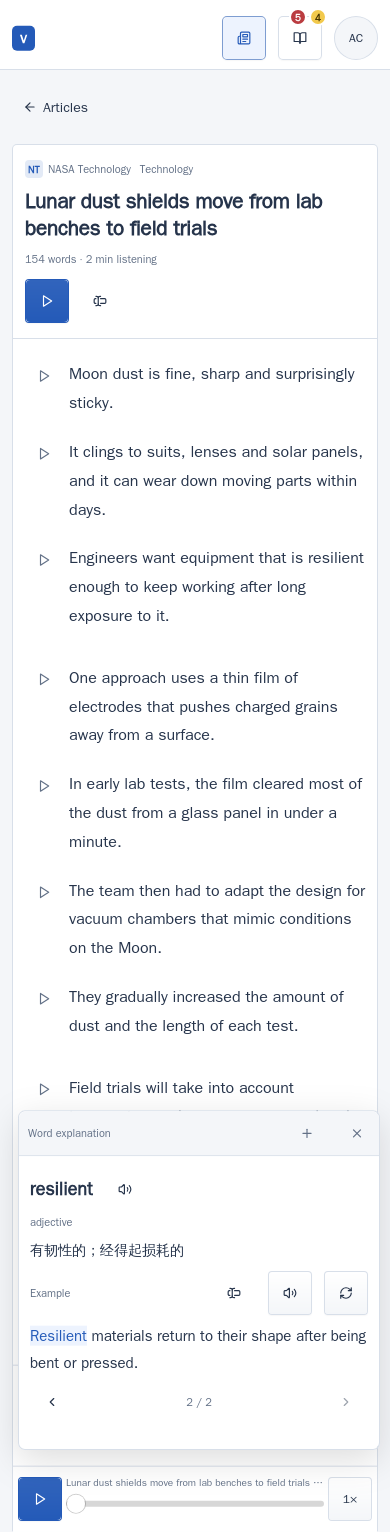 V
5
4
AC
Articles
NT NASA Technology Technology
Lunar dust shields move from lab
benches to field trials
154 words · 2 min listening
Moon dust is fine, sharp and surprisingly
sticky.
It clings to suits, lenses and solar panels,
and it can wear down moving parts within
days.
Engineers want equipment that is resilient
enough to keep working after long
exposure to it.
One approach uses a thin film of
electrodes that pushes charged grains
away from a surface.
In early lab tests, the film cleared most of
the dust from a glass panel in under a
minute.
The team then had to adapt the design for
vacuum chambers that mimic conditions
on the Moon.
They gradually increased the amount of
dust and the length of each test.
Field trials will take into account
Word explanation
resilient
adjective
有韧性的；经得起损耗的
Example
Resilient materials return to their shape after being
bent or pressed.
2 / 2
Lunar dust shields move from lab benches to field trials ···
1×